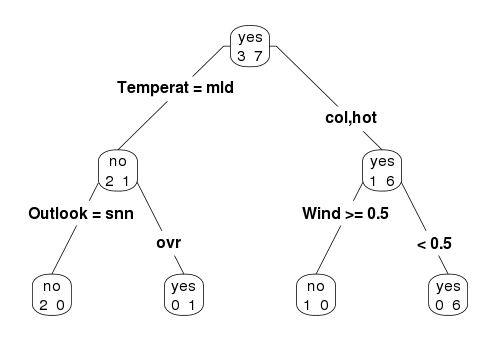 yes
3 7
Temperat = mld
col,hot
no
2 1
yes
1 6
Outlook = snn
ovr
Wind >= 0.5
< 0.5
no
2 0
yes
0 1
no
1 0
yes
0 6